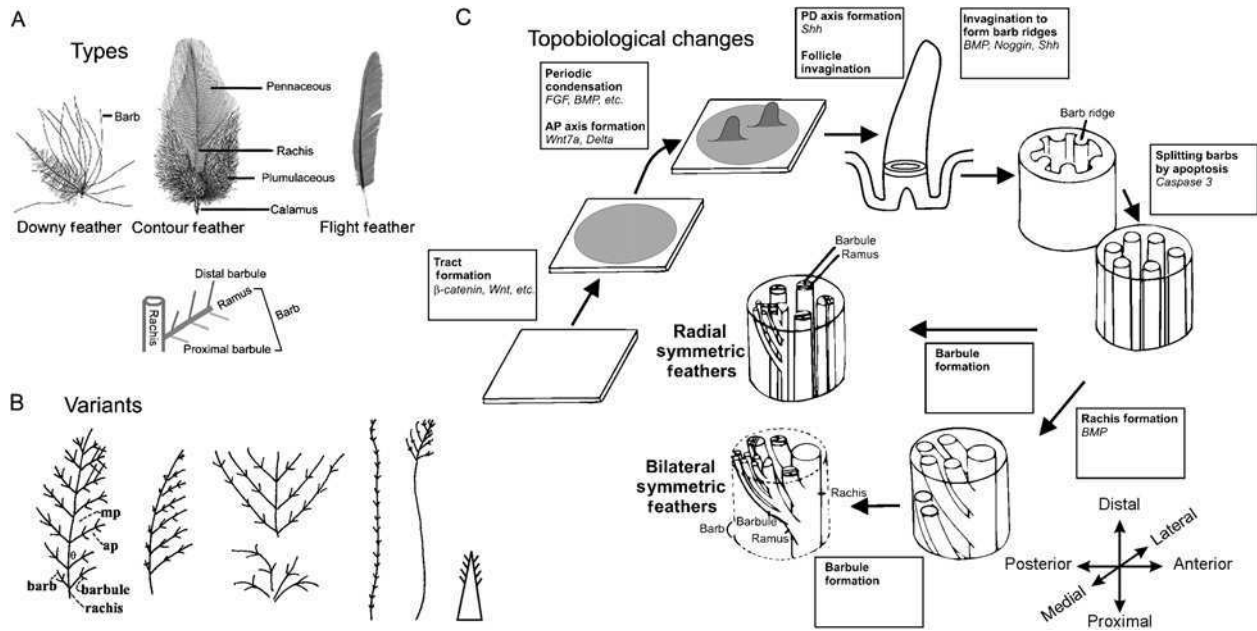 A
Types
Barb
Pennaceous
Rachis
Plumulaceous
Calamus
Downy feather
Contour feather
Flight feather
Distal barbule
Ramus
Barb
Rachis
Proximal barbule
B
Variants
mp
ap
θ
barb
barbule
rachis
C
Topobiological changes
Tract
formation
β-catenin, Wnt, etc.
Periodic
condensation
FGF, BMP, etc.
AP axis formation
Wnt7a, Delta
PD axis formation
Shh
Follicle
invagination
Invagination to
form barb ridges
BMP, Noggin, Shh
Barb ridge
Splitting barbs
by apoptosis
Caspase 3
Barbule
Ramus
Radial
symmetric
feathers
Barbule
formation
Rachis formation
BMP
Bilateral
symmetric
feathers
Rachis
Barb
Barbule
Ramus
Barbule
formation
Distal
Lateral
Posterior
Anterior
Medial
Proximal